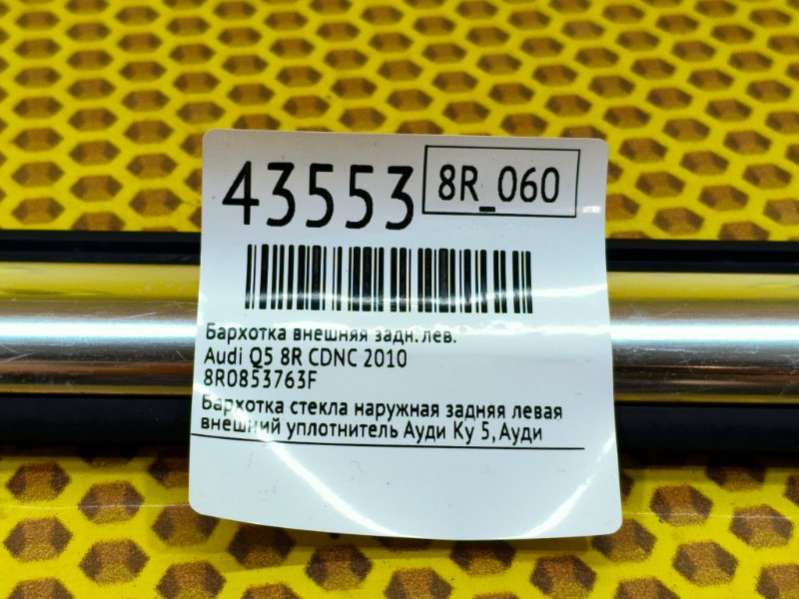 43553
8R_060
Бархотка внешняя задн. лев.
Audi Q5 8R CDNC 2010
8R0853763F
Бархотка стекла наружная задняя левая
внешний уплотнитель Ауди Ку 5, Ауди